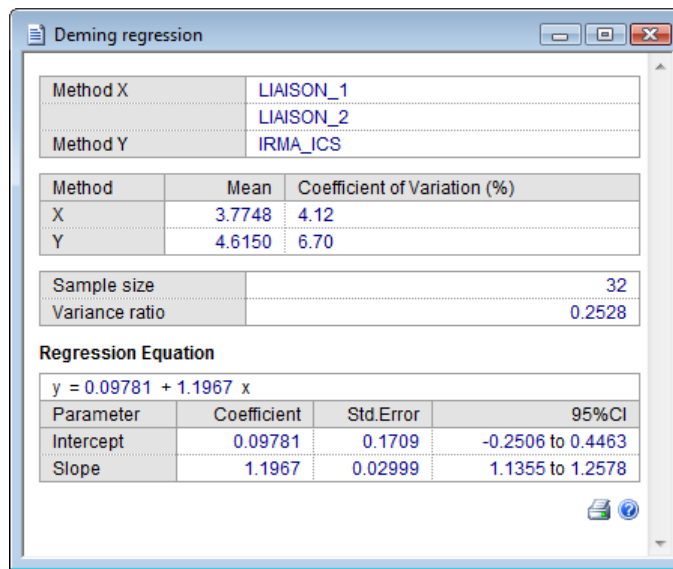 Deming regression
Method X LIAISON_1
LIAISON_2
Method Y IRMA_ICS
Method Mean Coefficient of Variation (%)
X 3.7748 4.12
Y 4.6150 6.70
Sample size 32
Variance ratio 0.2528
Regression Equation
y = 0.09781 + 1.1967 x
Parameter Coefficient Std.Error 95%CI
Intercept 0.09781 0.1709 -0.2506 to 0.4463
Slope 1.1967 0.02999 1.1355 to 1.2578